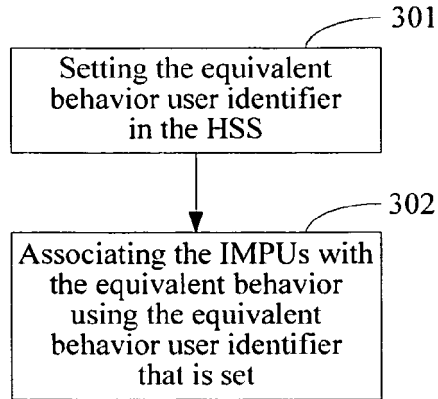 301
Setting the equivalent
behavior user identifier
in the HSS
302
Associating the IMPUs with
the equivalent behavior
using the equivalent
behavior user identifier
that is set